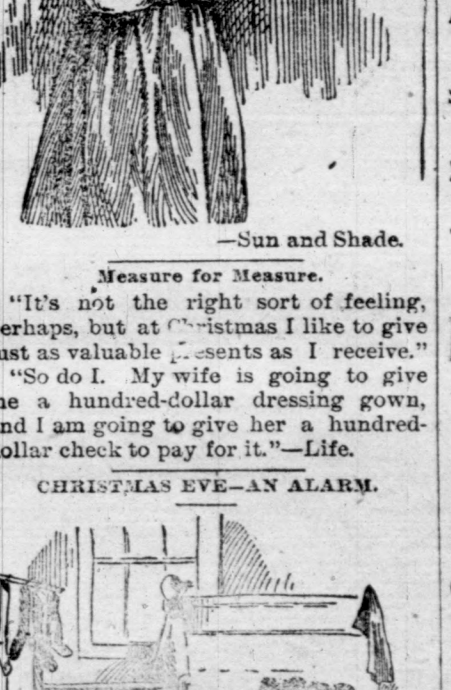 —Sun and Shade.
Measure for Measure.
"It's not the right sort of feeling,
erhaps, but at Christmas I like to give
ust as valuable presents as I receive."
"So do I. My wife is going to give
ne a hundred-dollar dressing gown,
nd I am going to give her a hundred-
ollar check to pay for it."—Life.
CHRISTMAS EVE—AN ALARM.